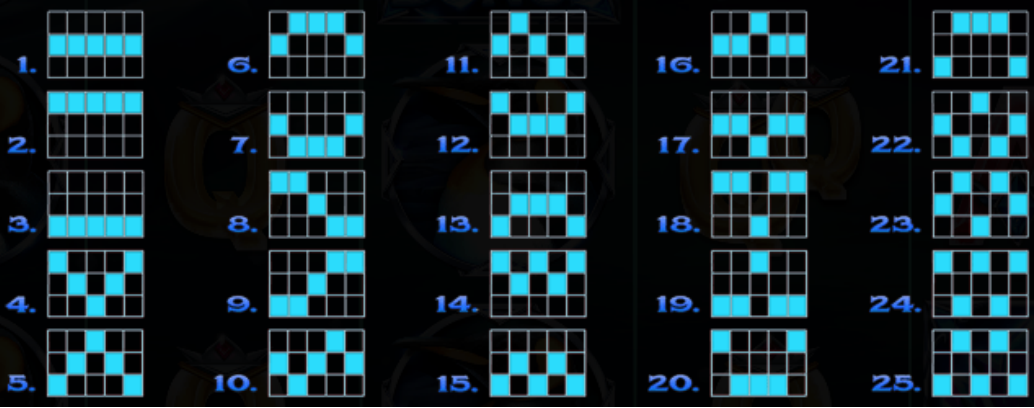 1. 6. 11. 16. 21.
2. 7. 12. 17. 22.
3. 8. 13. 18. 23.
4. 9. 14. 19. 24.
5. 10. 15. 20. 25.